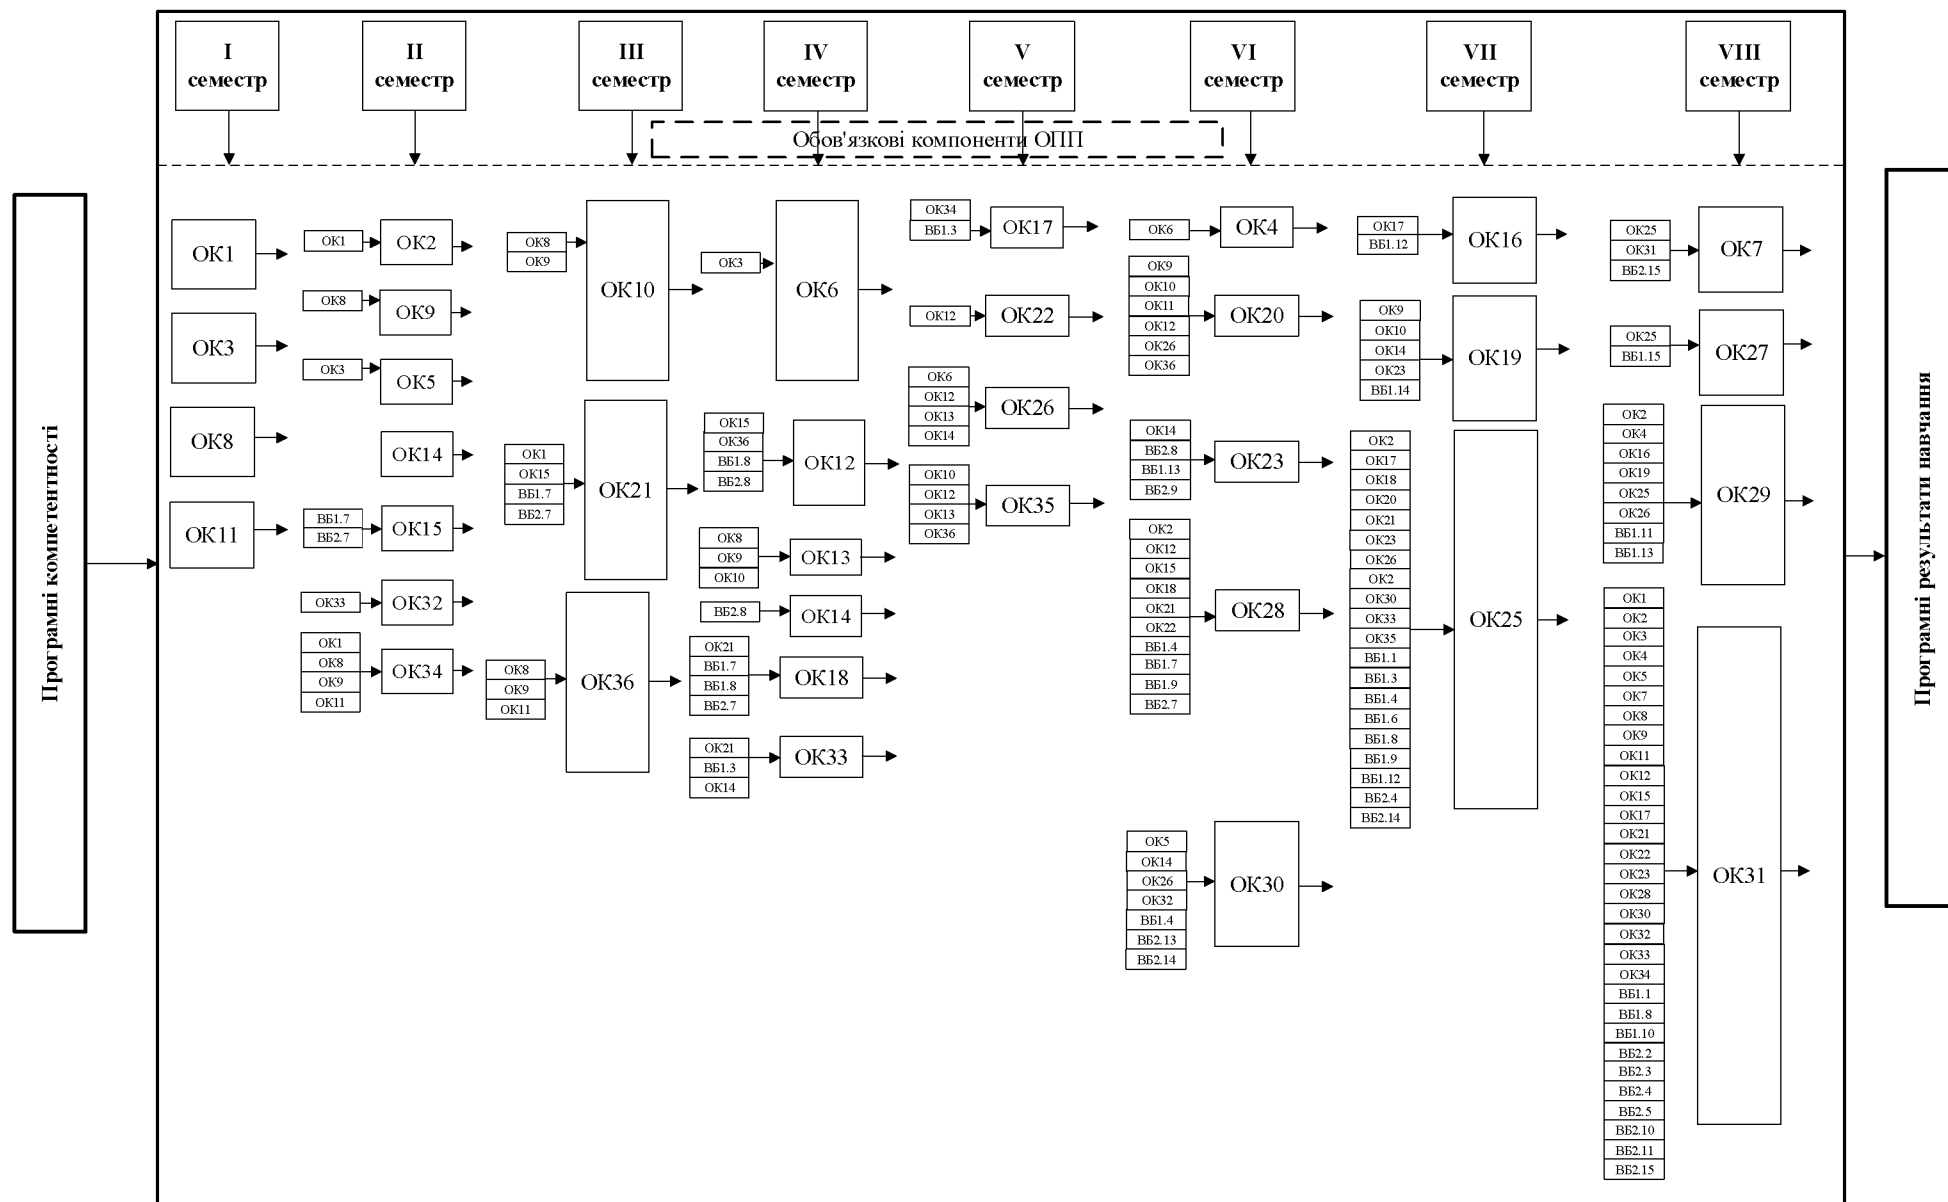 I
семестр
II
семестр
III
семестр
IV
семестр
V
семестр
VI
семестр
VII
семестр
VIII
семестр
Обов'язкові компоненти ОПП
Програмні компетентності
ОК1
ОК3
ОК8
ОК11
ОК1
ОК2
ОК8
ОК9
ОК3
ОК5
ОК14
ВБ1.7
ВБ2.7
ОК15
ОК33
ОК32
ОК1
ОК8
ОК9
ОК11
ОК34
ОК8
ОК9
ОК10
ОК1
ОК15
ВБ1.7
ВБ2.7
ОК21
ОК8
ОК9
ОК11
ОК36
ОК3
ОК6
ОК15
ОК36
ВБ1.8
ВБ2.8
ОК12
ОК8
ОК9
ОК10
ОК13
ВБ2.8
ОК14
ОК21
ВБ1.7
ВБ1.8
ВБ2.7
ОК18
ОК21
ВБ1.3
ОК14
ОК33
ОК34
ВБ1.3
ОК17
ОК12
ОК22
ОК6
ОК12
ОК13
ОК14
ОК26
ОК10
ОК12
ОК13
ОК36
ОК35
ОК6
ОК4
ОК9
ОК10
ОК11
ОК12
ОК26
ОК36
ОК20
ОК14
ВБ2.8
ВБ1.13
ВБ2.9
ОК23
ОК2
ОК12
ОК15
ОК18
ОК21
ОК22
ВБ1.4
ВБ1.7
ВБ1.9
ВБ2.7
ОК28
ОК5
ОК14
ОК26
ОК32
ВБ1.4
ВБ2.13
ВБ2.14
ОК30
ОК17
ВБ1.12
ОК16
ОК9
ОК10
ОК14
ОК23
ВБ1.14
ОК19
ОК2
ОК17
ОК18
ОК20
ОК21
ОК23
ОК26
ОК2
ОК30
ОК33
ОК35
ВБ1.1
ВБ1.3
ВБ1.4
ВБ1.6
ВБ1.8
ВБ1.9
ВБ1.12
ВБ2.4
ВБ2.14
ОК25
ОК25
ОК31
ВБ2.15
ОК7
ОК25
ВБ1.15
ОК27
ОК2
ОК4
ОК16
ОК19
ОК25
ОК26
ВБ1.11
ВБ1.13
ОК29
ОК1
ОК2
ОК3
ОК4
ОК5
ОК7
ОК8
ОК9
ОК11
ОК12
ОК15
ОК17
ОК21
ОК22
ОК23
ОК28
ОК30
ОК32
ОК33
ОК34
ВБ1.1
ВБ1.8
ВБ1.10
ВБ2.2
ВБ2.3
ВБ2.4
ВБ2.5
ВБ2.10
ВБ2.11
ВБ2.15
ОК31
Програмні результати навчання